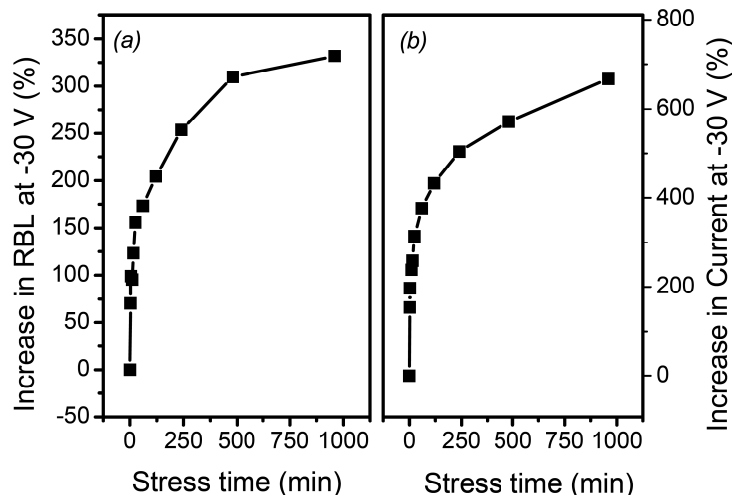 (a)
Increase in RBL at -30 V (%)
350
300
250
200
150
100
50
0
-50
0 250 500 750 1000
Stress time (min)
(b)
800
600
400
200
0
Increase in Current at -30 V (%)
0 250 500 750 1000
Stress time (min)